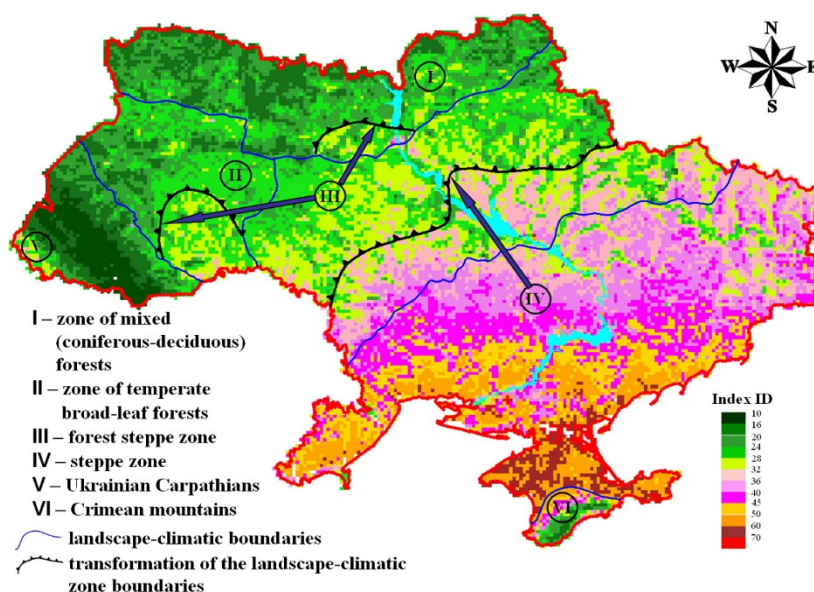 N
W E
S
I
II
III
V
IV
VI
I – zone of mixed
(coniferous-deciduous)
forests
II – zone of temperate
broad-leaf forests
III – forest steppe zone
IV – steppe zone
V – Ukrainian Carpathians
VI – Crimean mountains
landscape-climatic boundaries
transformation of the landscape-climatic
zone boundaries
Index ID
10
16
20
24
28
32
36
40
45
50
60
70